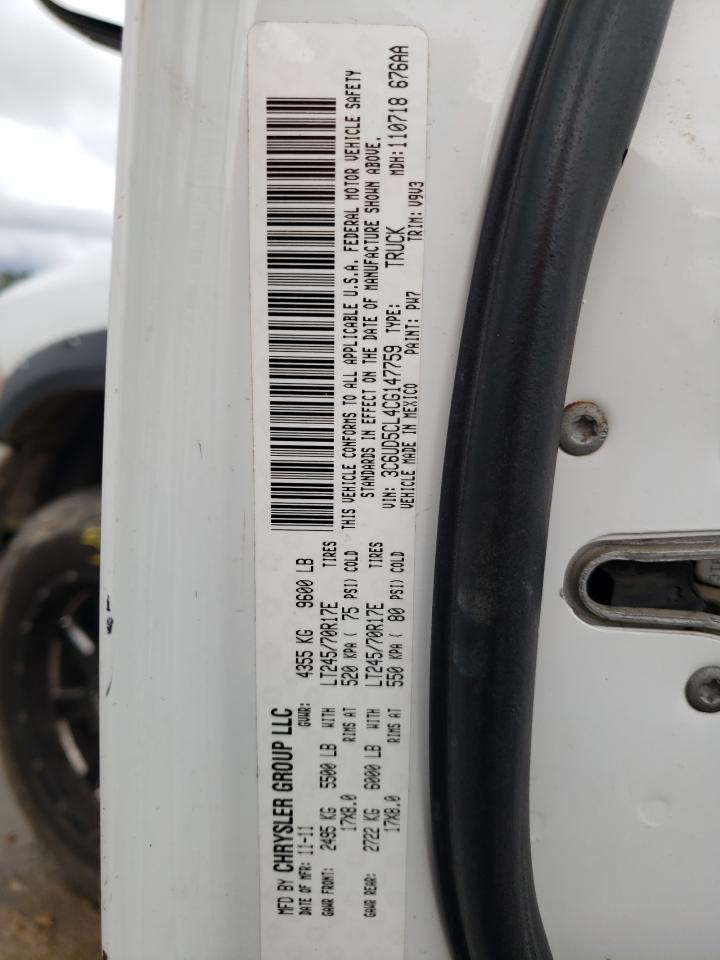 MFD BY CHRYSLER GROUP LLC
DATE OF MFR: 11-11 GVWR: 4355 KG 9600 LB
GAWR FRONT: 2495 KG 5500 LB WITH LT245/70R17E TIRES
17X8.0 RIMS AT 520 KPA ( 75 PSI) COLD
GAWR REAR: 2722 KG 6000 LB WITH LT245/70R17E TIRES
17X8.0 RIMS AT 550 KPA ( 80 PSI) COLD
THIS VEHICLE CONFORMS TO ALL APPLICABLE U.S.A. FEDERAL MOTOR VEHICLE SAFETY
STANDARDS IN EFFECT ON THE DATE OF MANUFACTURE SHOWN ABOVE.
VIN: 3C6UD5CL4CG147759 TYPE: TRUCK MDH: 110718 676AA
VEHICLE MADE IN MEXICO PAINT: PW7 TRIM: V9V3